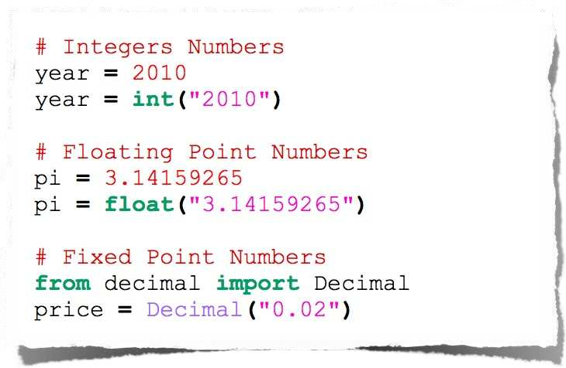 # Integers Numbers
year = 2010
year = int("2010")
# Floating Point Numbers
pi = 3.14159265
pi = float("3.14159265")
# Fixed Point Numbers
from decimal import Decimal
price = Decimal("0.02")